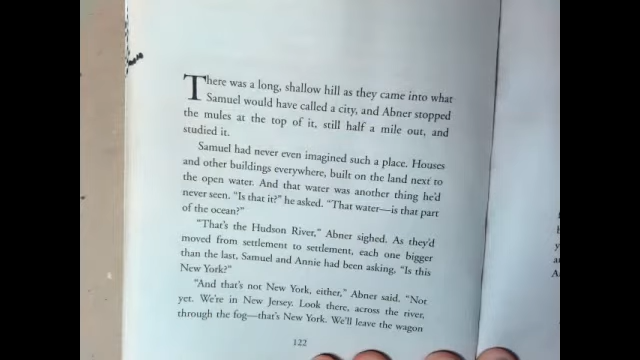 There was a long, shallow hill as they came into what
Samuel would have called a city, and Abner stopped
the mules at the top of it, still half a mile out, and
studied it.
Samuel had never even imagined such a place. Houses
and other buildings everywhere, built on the land next to
the open water. And that water was another thing he'd
never seen. "Is that it?" he asked. "That water—is that part
of the ocean?"
"That's the Hudson River," Abner sighed. As they'd
moved from settlement to settlement, each one bigger
than the last, Samuel and Annie had been asking, "Is this
New York?"
"And that's not New York, either," Abner said. "Not
yet. We're in New Jersey. Look there, across the river,
through the fog—that's New York. We'll leave the wagon
122